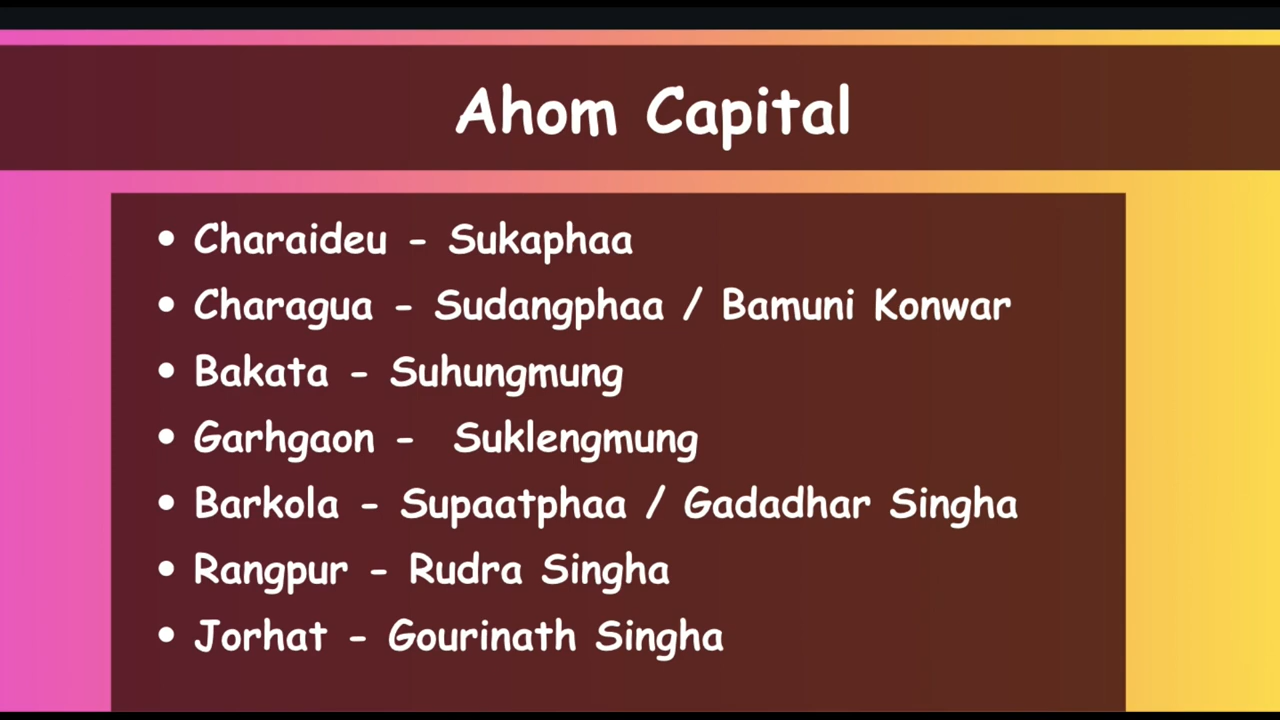 Ahom Capital
• Charaideu - Sukaphaa
• Charagua - Sudangphaa / Bamuni Konwar
• Bakata - Suhungmung
• Garhgaon - Suklengmung
• Barkola - Supaatphaa / Gadadhar Singha
• Rangpur - Rudra Singha
• Jorhat - Gourinath Singha